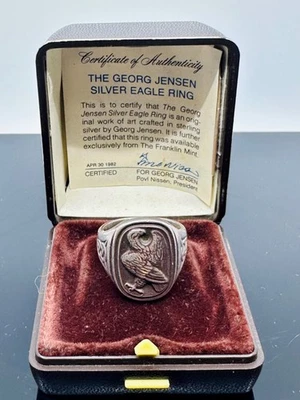 Certificate of Authenticity
THE GEORG JENSEN
SILVER EAGLE RING
This is to certify that The Georg
Jensen Silver Eagle Ring is an orig-
inal work of art crafted in sterling
silver by Georg Jensen. It is further
certified that this ring was available
exclusively from The Franklin Mint.
APR 30 1982
CERTIFIED FOR GEORG JENSEN
Povl Nissen, President